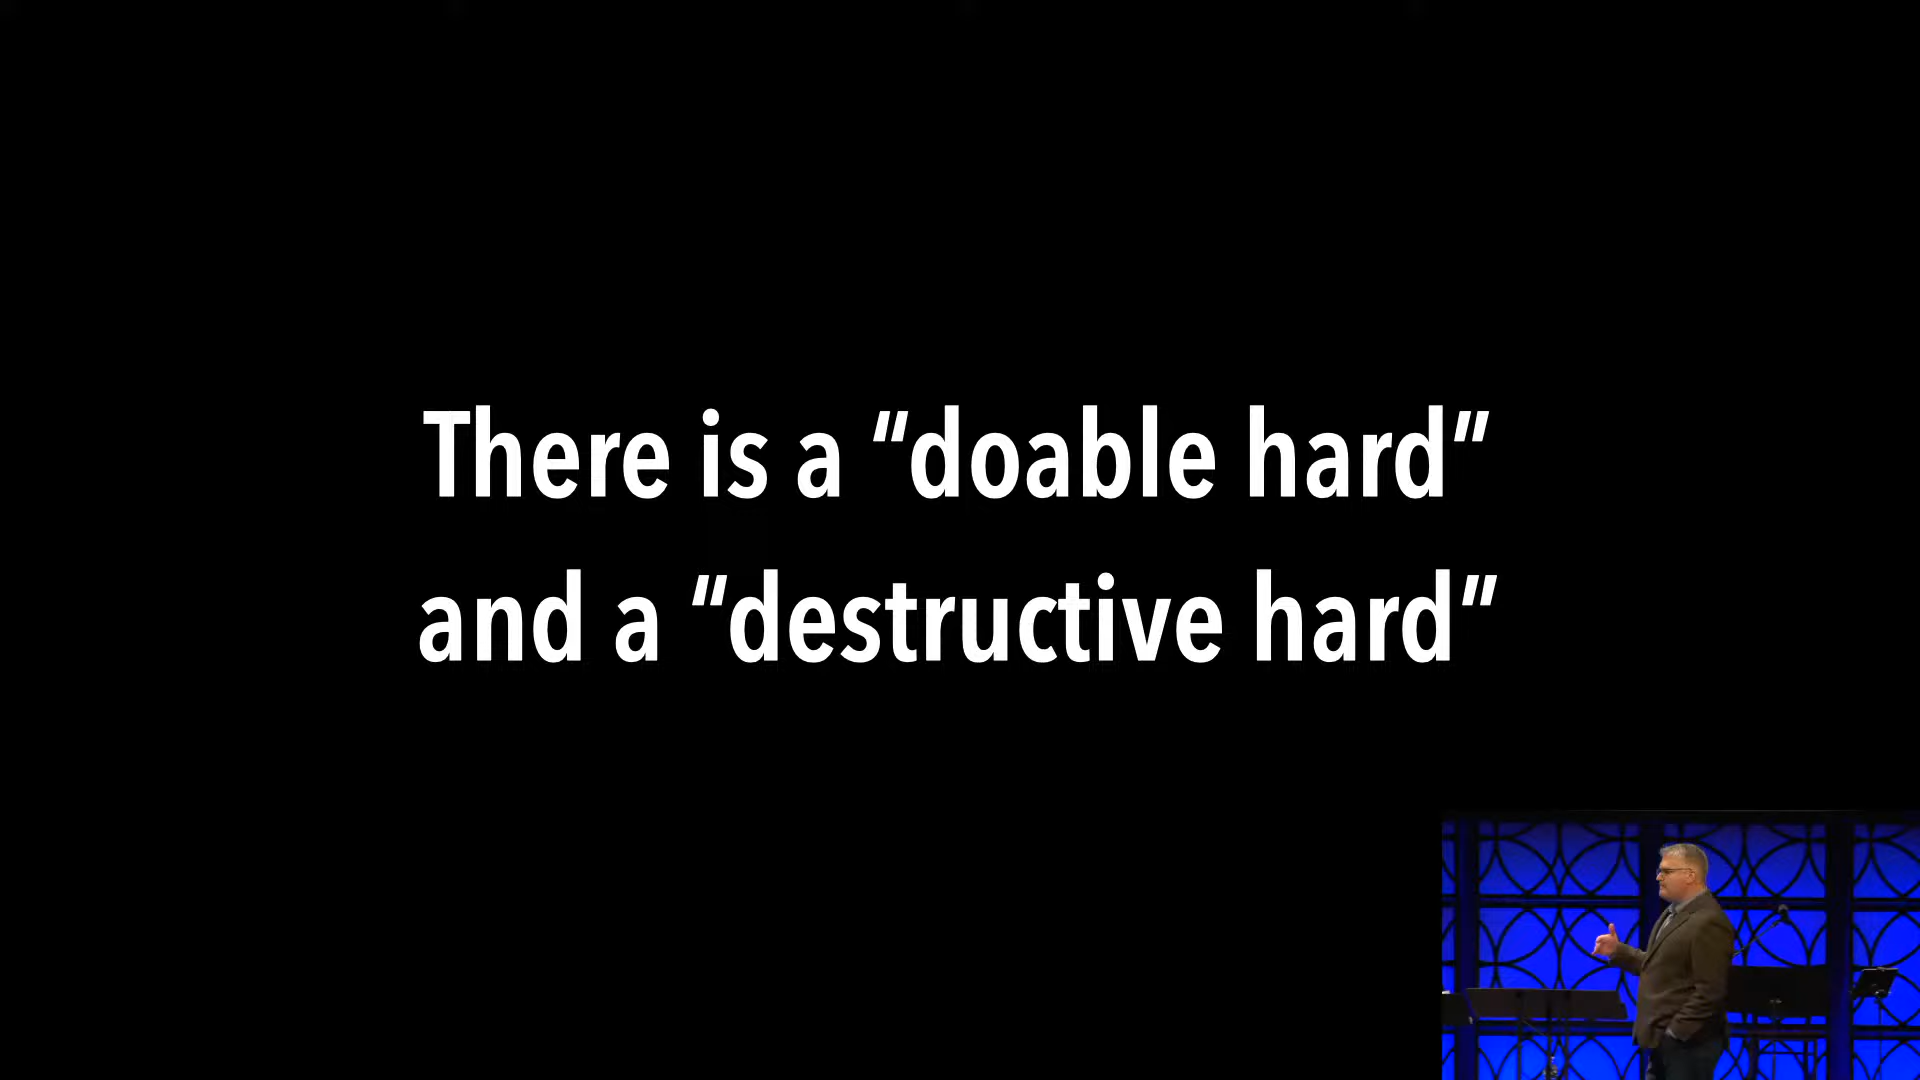 There is a “doable hard”
and a “destructive hard”